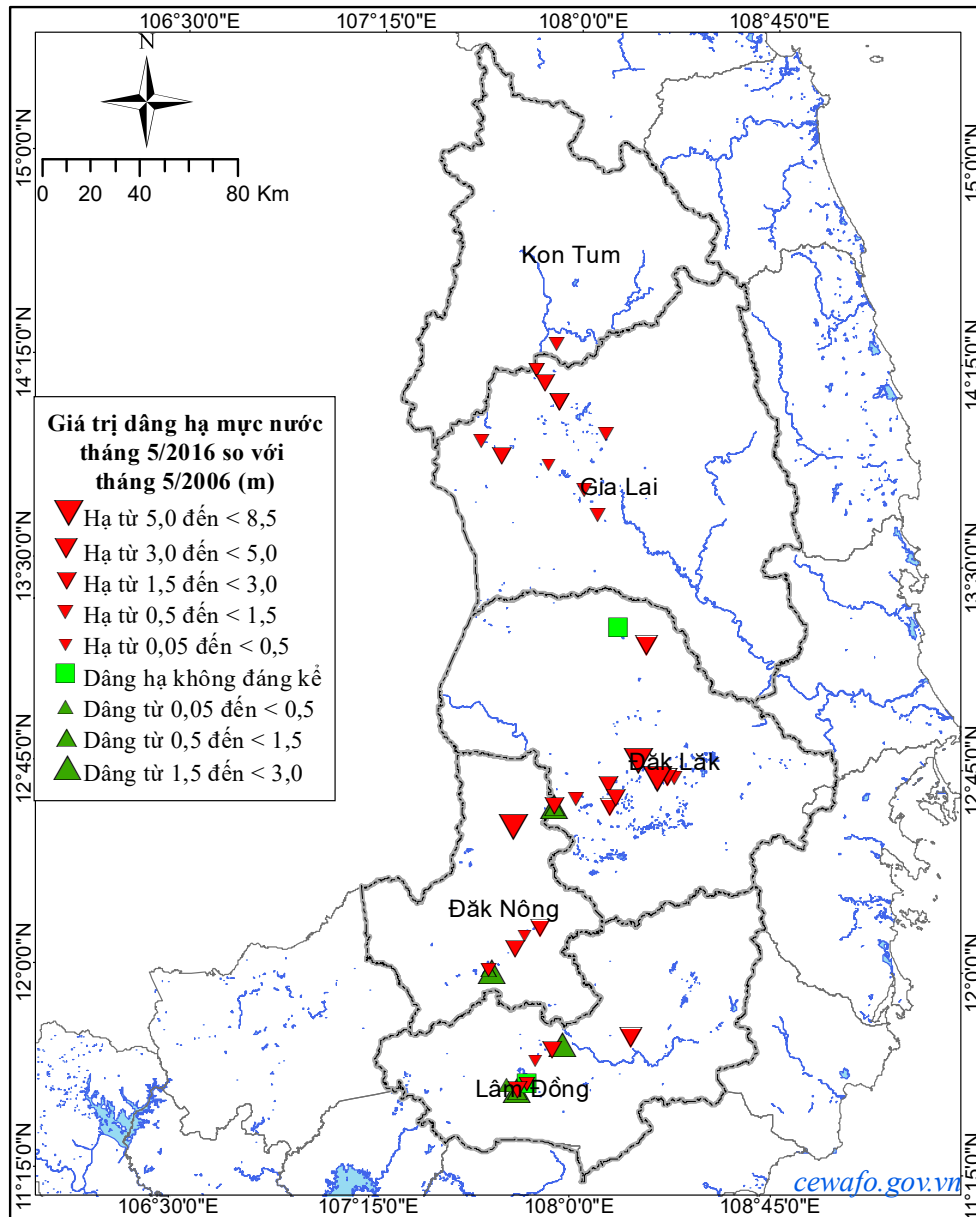 106°30'0"E 107°15'0"E 108°0'0"E 108°45'0"E
N
0 20 40 80 Km
15°0'0"N
15°0'0"N
Kon Tum
14°15'0"N
14°15'0"N
Gia Lai
Giá trị dâng hạ mực nước
tháng 5/2016 so với
tháng 5/2006 (m)
Hạ từ 5,0 đến < 8,5
Hạ từ 3,0 đến < 5,0
Hạ từ 1,5 đến < 3,0
Hạ từ 0,5 đến < 1,5
Hạ từ 0,05 đến < 0,5
Dâng hạ không đáng kể
Dâng từ 0,05 đến < 0,5
Dâng từ 0,5 đến < 1,5
Dâng từ 1,5 đến < 3,0
13°30'0"N
13°30'0"N
12°45'0"N
12°45'0"N
Đăk Lăk
Đăk Nông
12°0'0"N
12°0'0"N
Lâm Đồng
11°15'0"N
11°15'0"N
cewafo.gov.vn
106°30'0"E 107°15'0"E 108°0'0"E 108°45'0"E